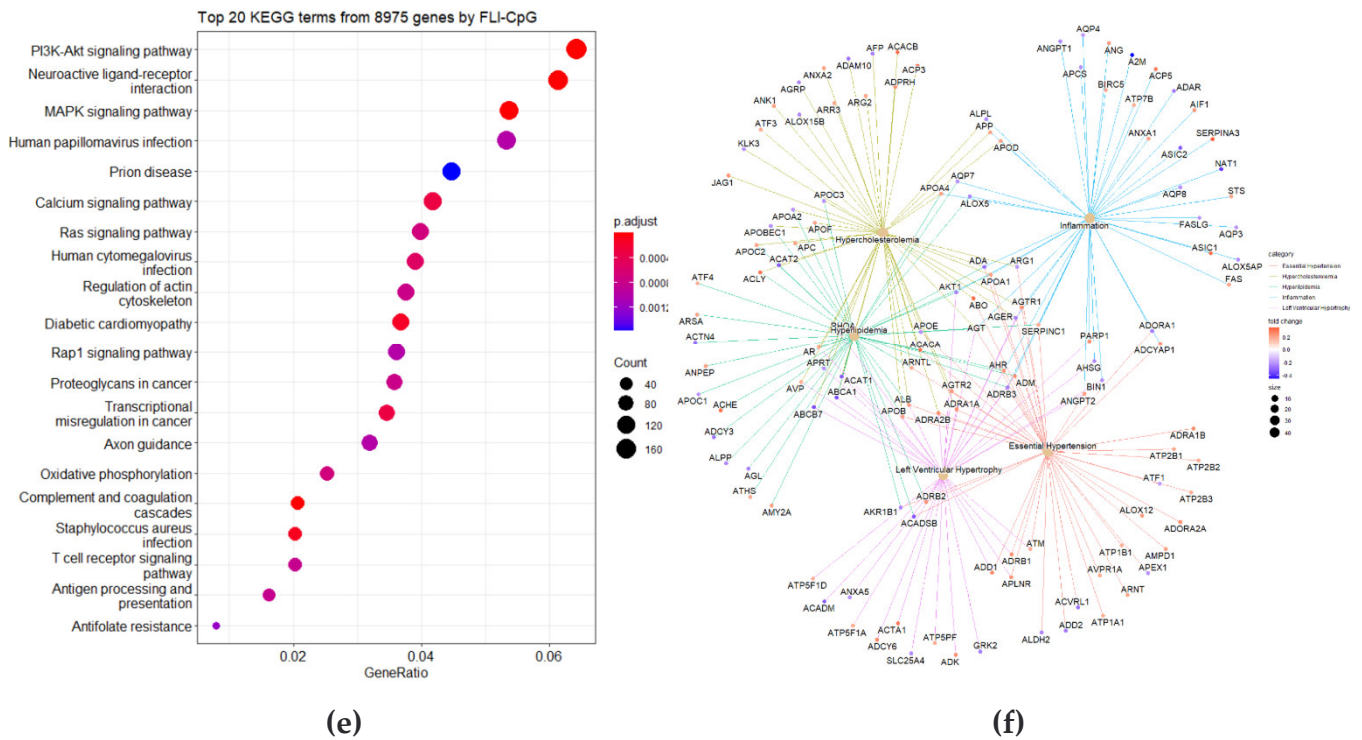 Top 20 KEGG terms from 8975 genes by FLI-CpG
PI3K-Akt signaling pathway
Neuroactive ligand-receptor
interaction
MAPK signaling pathway
Human papillomavirus infection
Prion disease
Calcium signaling pathway
Ras signaling pathway
Human cytomegalovirus
infection
Regulation of actin
cytoskeleton
Diabetic cardiomyopathy
Rap1 signaling pathway
Proteoglycans in cancer
Transcriptional
misregulation in cancer
Axon guidance
Oxidative phosphorylation
Complement and coagulation
cascades
Staphylococcus aureus
infection
T cell receptor signaling
pathway
Antigen processing and
presentation
Antifolate resistance
0.02 0.04 0.06
GeneRatio
p.adjust
0.0004
0.0008
0.0012
Count
40
80
120
160
(e)
AQP4
ANGPT1
ANG
A2M
APCS
ACP5
BIRC5
ADAR
ATP7B
AIF1
ANXA1
SERPINA3
ASIC2
NAT1
AQP8
STS
FASLG
AQP3
ASIC1
ALOX5AP
FAS
Inflammation
AFP
ACACB
ADAM10
ACP3
ANXA2
ADPRH
AGRP
ARG2
ANK1
ARR3
ALOX15B
ATF3
KLK3
JAG1
ALPL
APP
APOD
AQP7
APOA4
ALOX5
APOC3
APOA2
APOBEC1
APOF
APC
APOC2
ACAT2
ACLY
Hypercholesterolemia
ATF4
ARSA
ACTN4
ANPEP
APOC1
ACHE
ADCY3
ALPP
AGL
ATHS
AMY2A
RHOA
Hyperlipidemia
AR
APRT
AVP
ACAT1
ABCA1
ABCB7
ADA
ARG1
APOA1
AKT1
ABO
AGTR1
AGER
AGT
SERPINC1
APOE
ACACA
ARNTL
AHR
ADM
AGTR2
ADRB3
ALB
ADRA1A
APOB
ADRA2B
PARP1
ADORA1
ADCYAP1
AHSG
BIN1
ANGPT2
Essential Hypertension
Left Ventricular Hypertrophy
ADRB2
AKR1B1
ACADSB
ADRA1B
ATP2B1
ATP2B2
ATF1
ATP2B3
ALOX12
ADORA2A
ATM
ADRB1
ADD1
APLNR
ATP1B1
AMPD1
AVPR1A
APEX1
ARNT
ACVRL1
ATP1A1
ADD2
ALDH2
ATP5F1D
ANXA5
ACADM
ATP5F1A
ACTA1
ADCY6
ATP5PF
SLC25A4
ADK
GRK2
category
Essential Hypertension
Hypercholesterolemia
Hyperlipidemia
Inflammation
Left Ventricular Hypertrophy
fold change
0.2
0.0
size
10
20
30
40
(f)